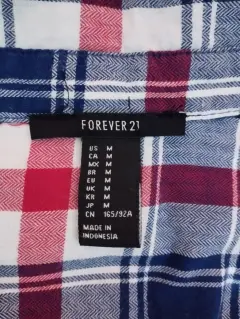 FOREVER 21
US M
CA M
MX M
BR M
EU M
UK M
KR M
JP M
CN 165/92A
MADE IN
INDONESIA